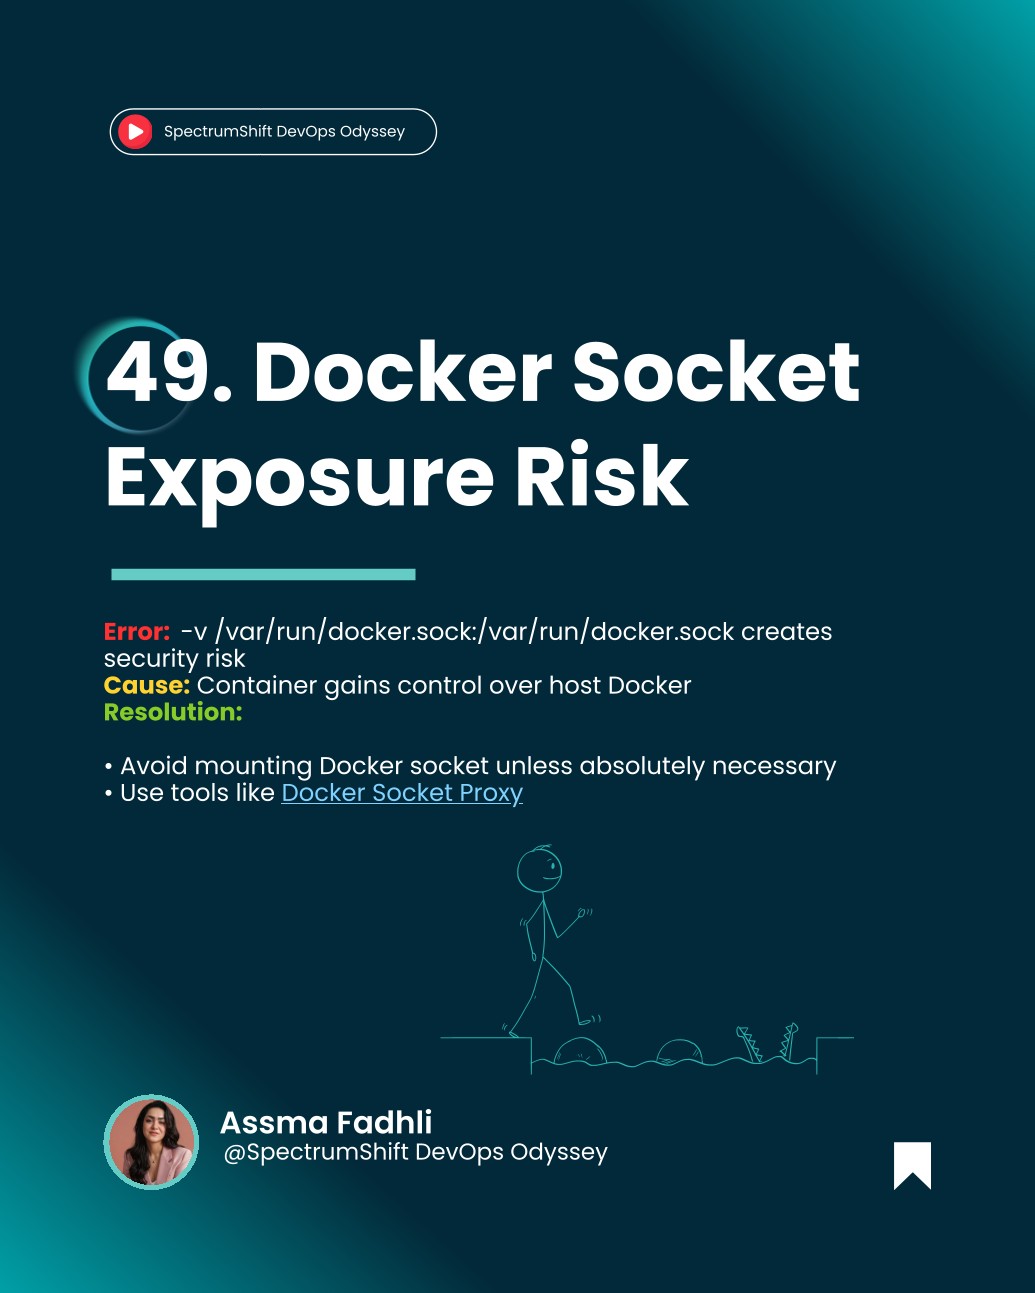 SpectrumShift DevOps Odyssey
49. Docker Socket
Exposure Risk
Error: -v /var/run/docker.sock:/var/run/docker.sock creates
security risk
Cause: Container gains control over host Docker
Resolution:
• Avoid mounting Docker socket unless absolutely necessary
• Use tools like Docker Socket Proxy
Assma Fadhli
@SpectrumShift DevOps Odyssey